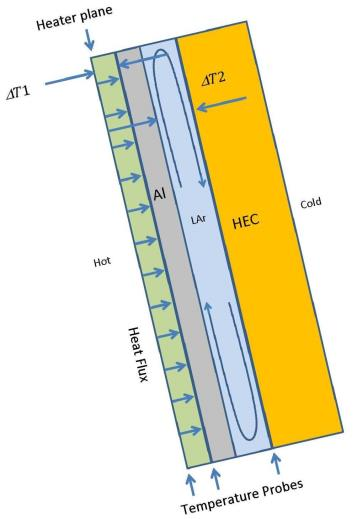 Heater plane
ΔT1
ΔT2
Al
LAr
HEC
Cold
Hot
Heat Flux
Temperature Probes